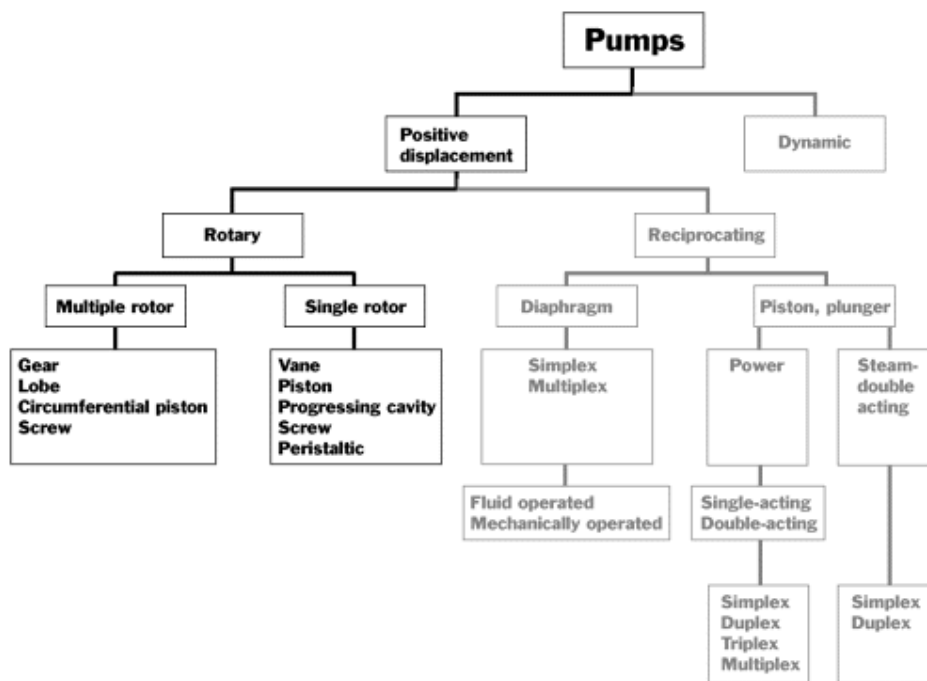 Pumps
Positive
displacement
Dynamic
Rotary
Reciprocating
Multiple rotor
Single rotor
Diaphragm
Piston, plunger
Gear
Lobe
Circumferential piston
Screw
Vane
Piston
Progressing cavity
Screw
Peristaltic
Simplex
Multiplex
Power
Steam-
double
acting
Fluid operated
Mechanically operated
Single-acting
Double-acting
Simplex
Duplex
Triplex
Multiplex
Simplex
Duplex